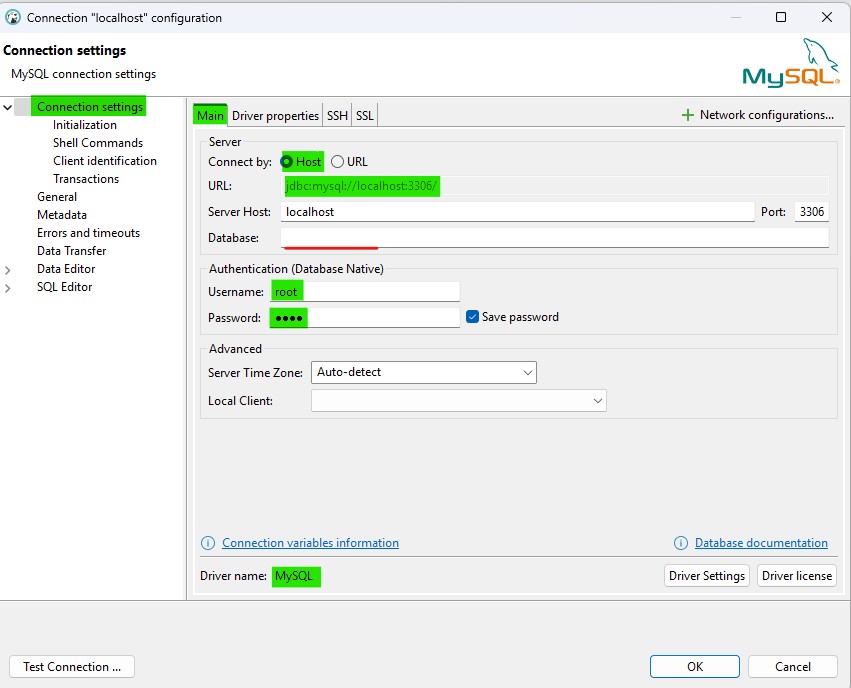 Connection "localhost" configuration
Connection settings
MySQL connection settings
MySQL
Connection settings
Initialization
Shell Commands
Client identification
Transactions
General
Metadata
Errors and timeouts
Data Transfer
Data Editor
SQL Editor
Main Driver properties SSH SSL Network configurations...
Server
Connect by: Host URL
URL: jdbc:mysql://localhost:3306/
Server Host: localhost Port: 3306
Database:
Authentication (Database Native)
Username: root
Password: ●●●● Save password
Advanced
Server Time Zone: Auto-detect
Local Client:
Connection variables information Database documentation
Driver name: MySQL Driver Settings Driver license
Test Connection ... OK Cancel